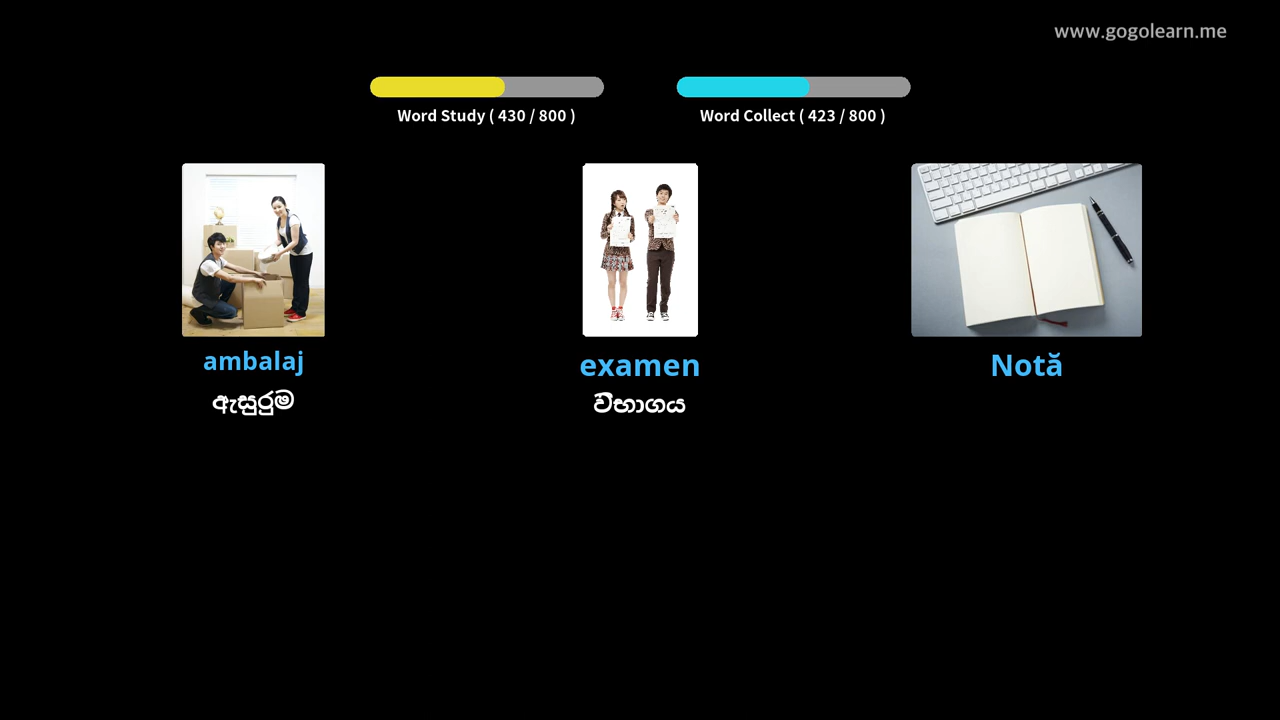 www.gogolearn.me
Word Study ( 430 / 800 )
Word Collect ( 423 / 800 )
ambalaj
ඇසුරුම
examen
විභාගය
Notă